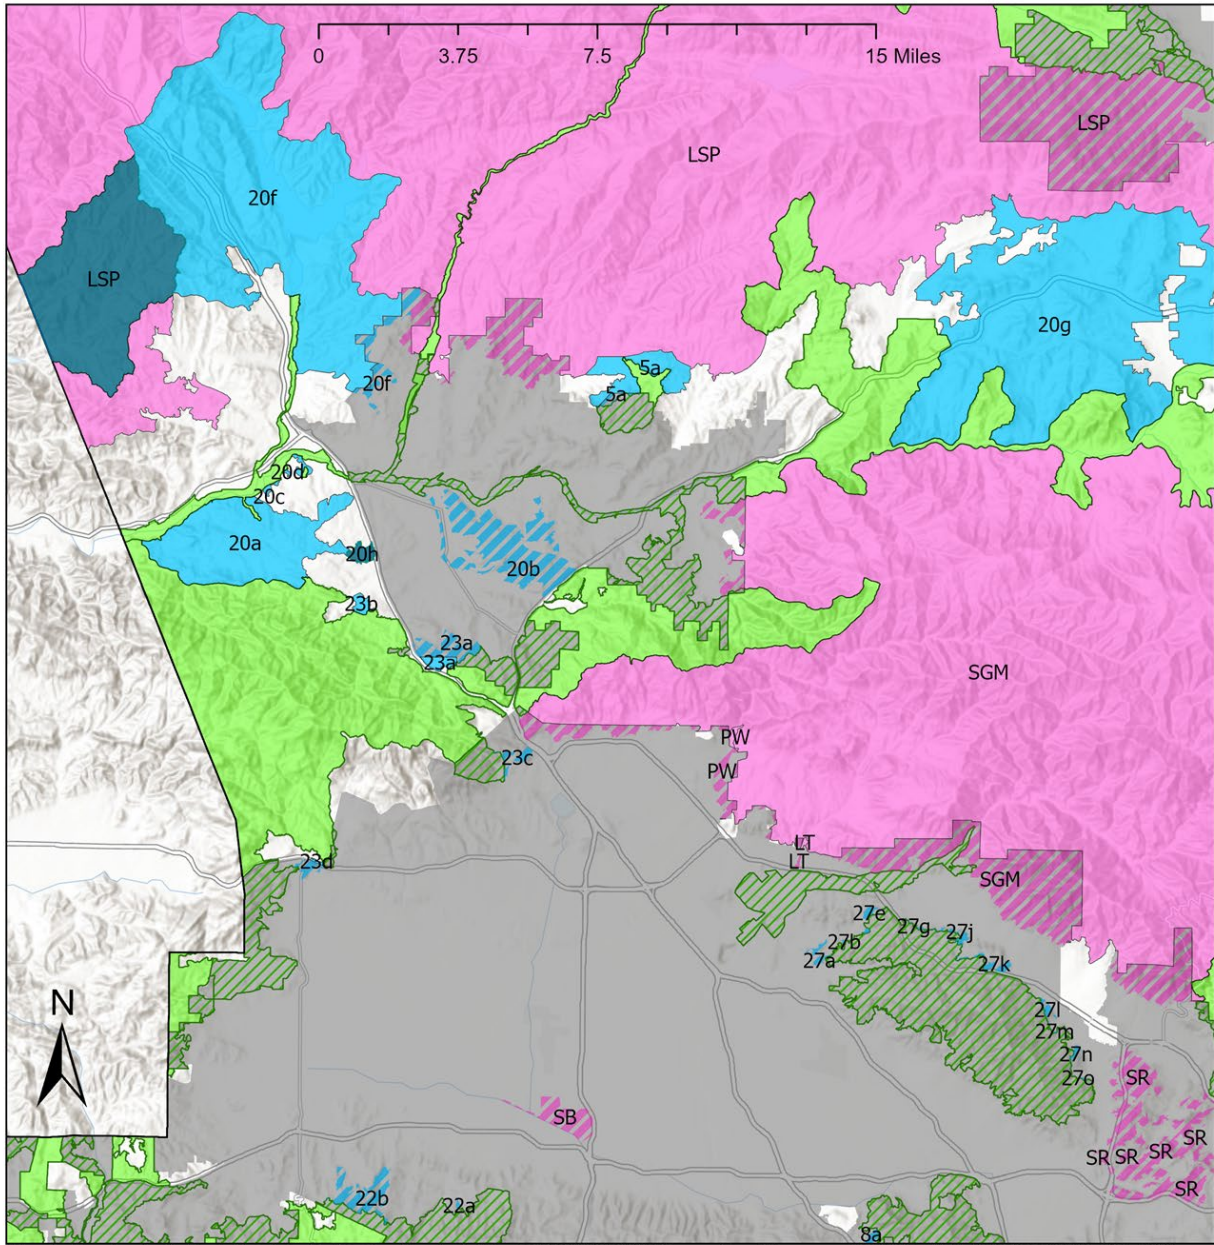 0 3.75 7.5 15 Miles
LSP
LSP
20f
LSP
20g
5a
20f
5a
20d
20c
20a
20h
20b
23b
23a
23a
SGM
PW
23c
PW
LT
LT
23d
SGM
27e
27g
27j
27b
27a
27k
N
27l
27m
27n
27o
SR
SB
SR
SR
SR
SR
SR
22b
22a
8a